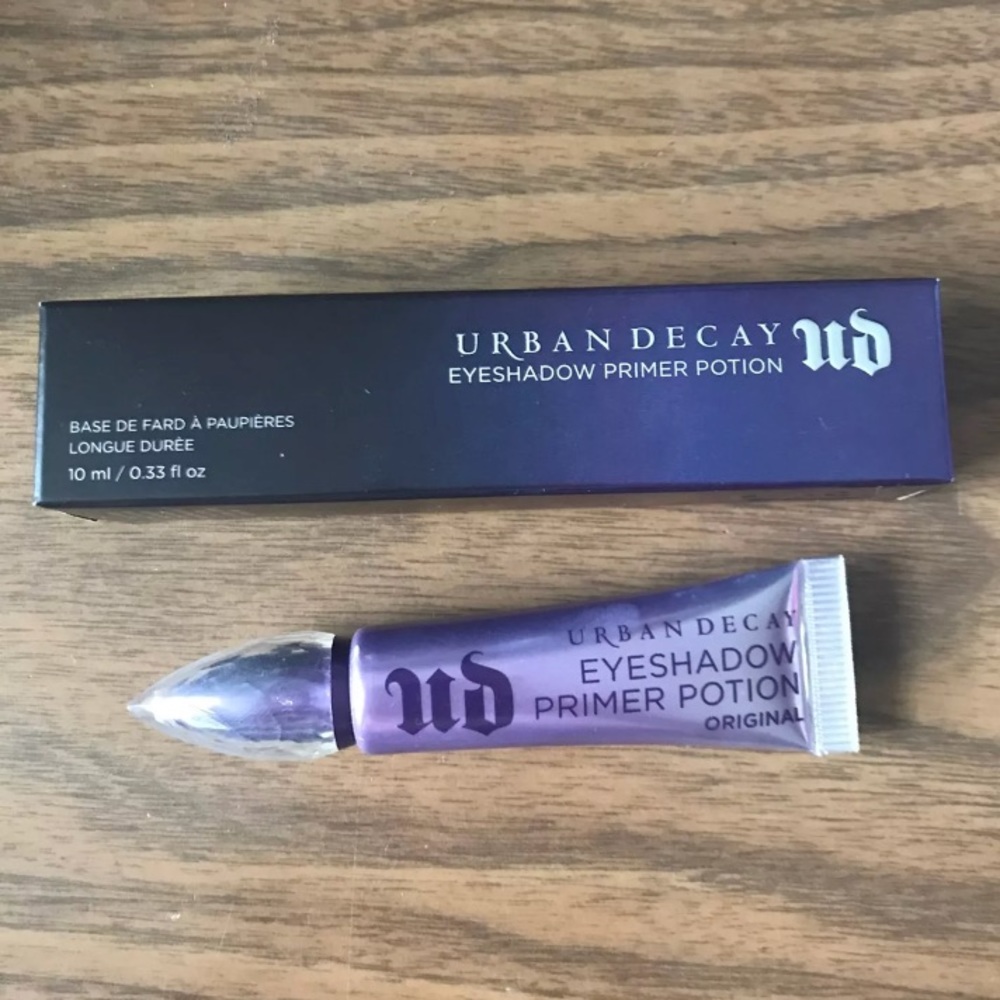 URBAN DECAY
EYESHADOW PRIMER POTION
UD
BASE DE FARD À PAUPIÈRES
LONGUE DURÉE
10 ml / 0.33 fl oz
UD
URBAN DECAY
EYESHADOW
PRIMER POTION
ORIGINAL